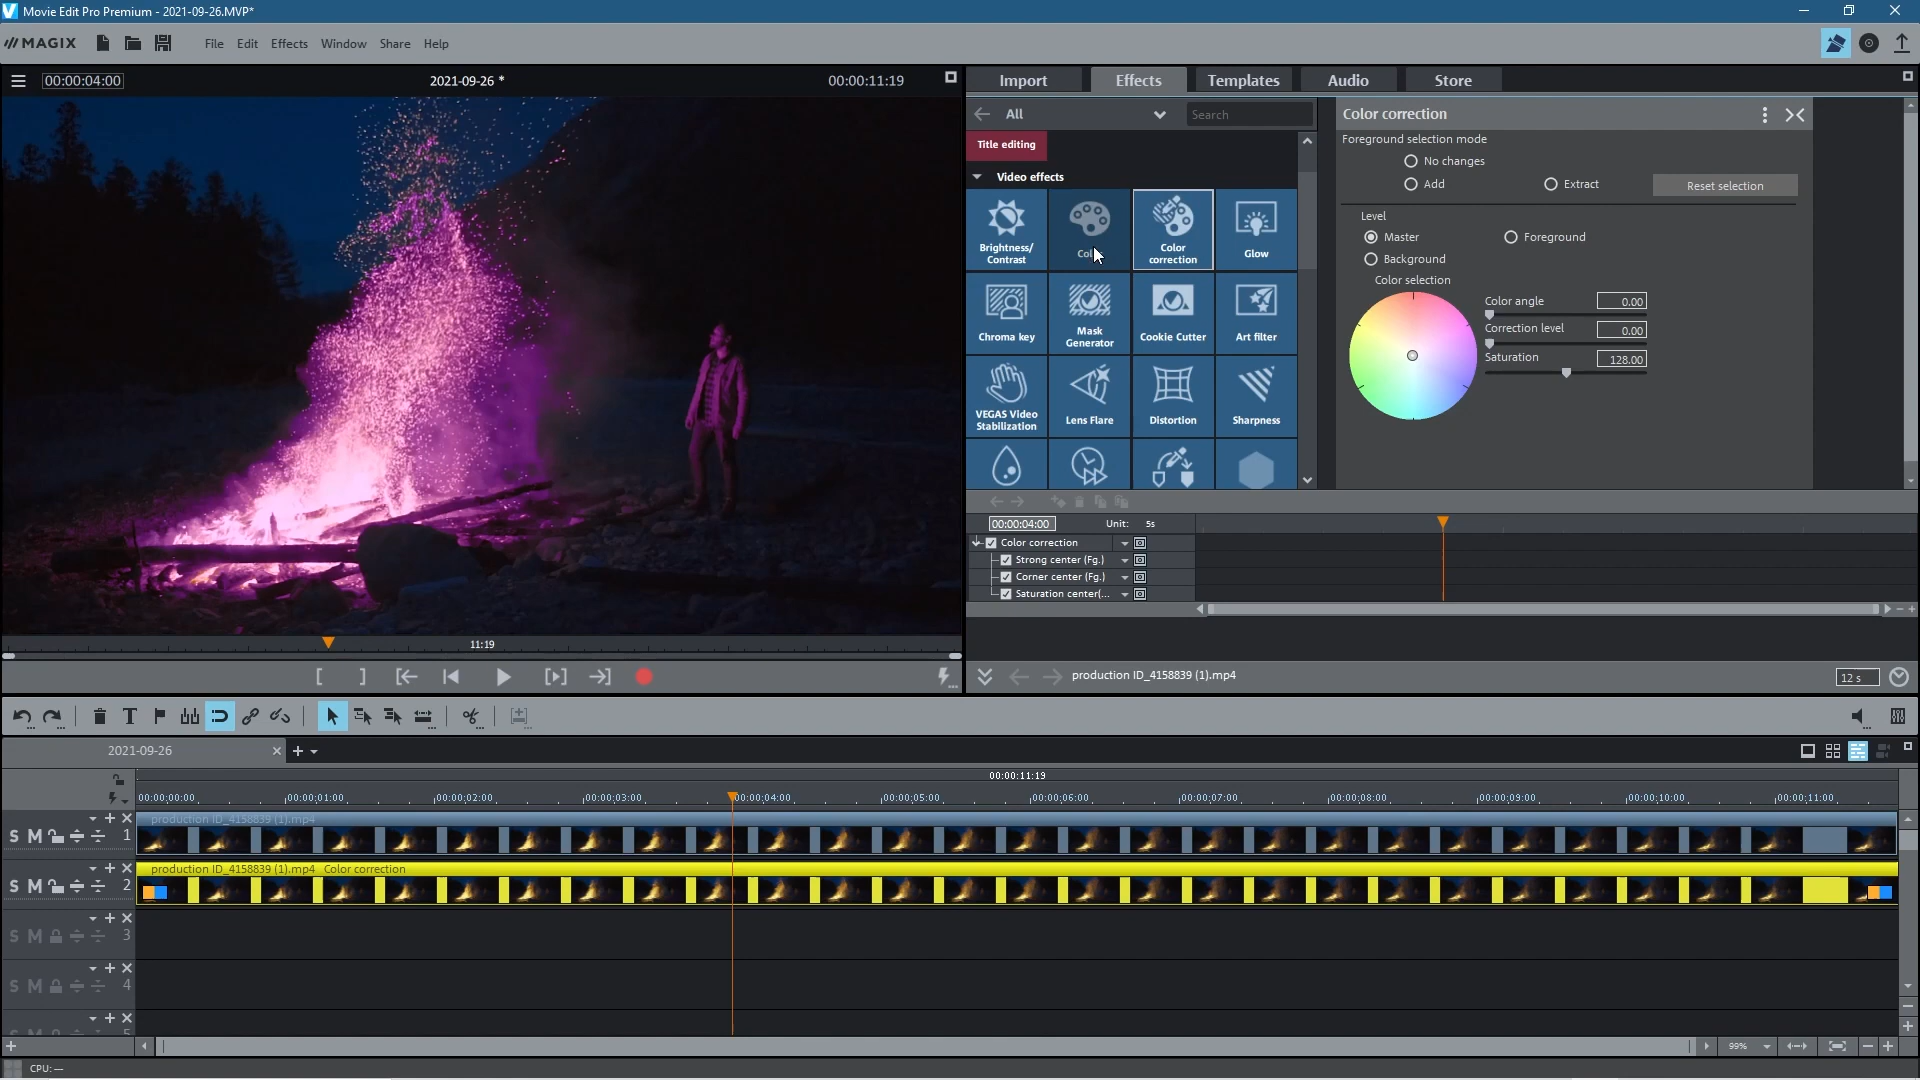 Movie Edit Pro Premium - 2021-09-26.MVP*
MAGIX File Edit Effects Window Share Help
00:00:04:00 2021-09-26 * 00:00:11:19
Import Effects Templates Audio Store
All Search
Title editing
Video effects
Brightness/
Contrast
Color
correction
Glow
Chroma key
Mask
Generator
Cookie Cutter
Art filter
VEGAS Video
Stabilization
Lens Flare
Distortion
Sharpness
Color correction
Foreground selection mode
No changes
Add Extract Reset selection
Level
Master Foreground
Background
Color selection
Color angle 0.00
Correction level 0.00
Saturation 128.00
00:00:04:00 Unit: 5s
Color correction
Strong center (Fg.)
Corner center (Fg.)
Saturation center(...
11:19
production ID_4158839 (1).mp4 12 s
2021-09-26
00:00:11:19
00:00:00:00 00:00:01:00 00:00:02:00 00:00:03:00 00:00:04:00 00:00:05:00 00:00:06:00 00:00:07:00 00:00:08:00 00:00:09:00 00:00:10:00 00:00:11:00
production ID_4158839 (1).mp4
S M 1
production ID_4158839 (1).mp4 Color correction
S M 2
S M 3
S M 4
99%
CPU: —